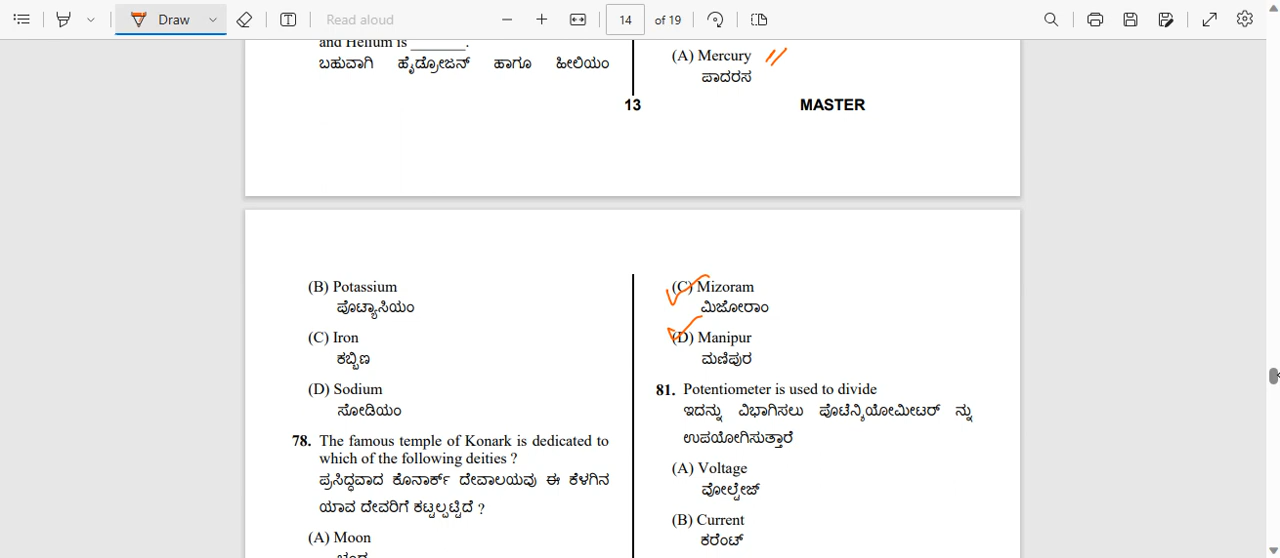 Draw
Read aloud
14 of 19
and Helium is _______.
ಬಹುವಾಗಿ ಹೈಡ್ರೋಜನ್ ಹಾಗೂ ಹೀಲಿಯಂ
(A) Mercury
ಪಾದರಸ
13 MASTER
(B) Potassium
ಪೊಟ್ಯಾಸಿಯಂ
(C) Iron
ಕಬ್ಬಿಣ
(D) Sodium
ಸೋಡಿಯಂ
78. The famous temple of Konark is dedicated to
which of the following deities ?
ಪ್ರಸಿದ್ಧವಾದ ಕೊನಾರ್ಕ್ ದೇವಾಲಯವು ಈ ಕೆಳಗಿನ
ಯಾವ ದೇವರಿಗೆ ಕಟ್ಟಲ್ಪಟ್ಟಿದೆ ?
(A) Moon
(C) Mizoram
ಮಿಜೋರಾಂ
(D) Manipur
ಮಣಿಪುರ
81. Potentiometer is used to divide
ಇದನ್ನು ವಿಭಾಗಿಸಲು ಪೊಟೆನ್ಶಿಯೋಮೀಟರ್ ನ್ನು
ಉಪಯೋಗಿಸುತ್ತಾರೆ
(A) Voltage
ವೋಲ್ಟೇಜ್
(B) Current
ಕರೆಂಟ್